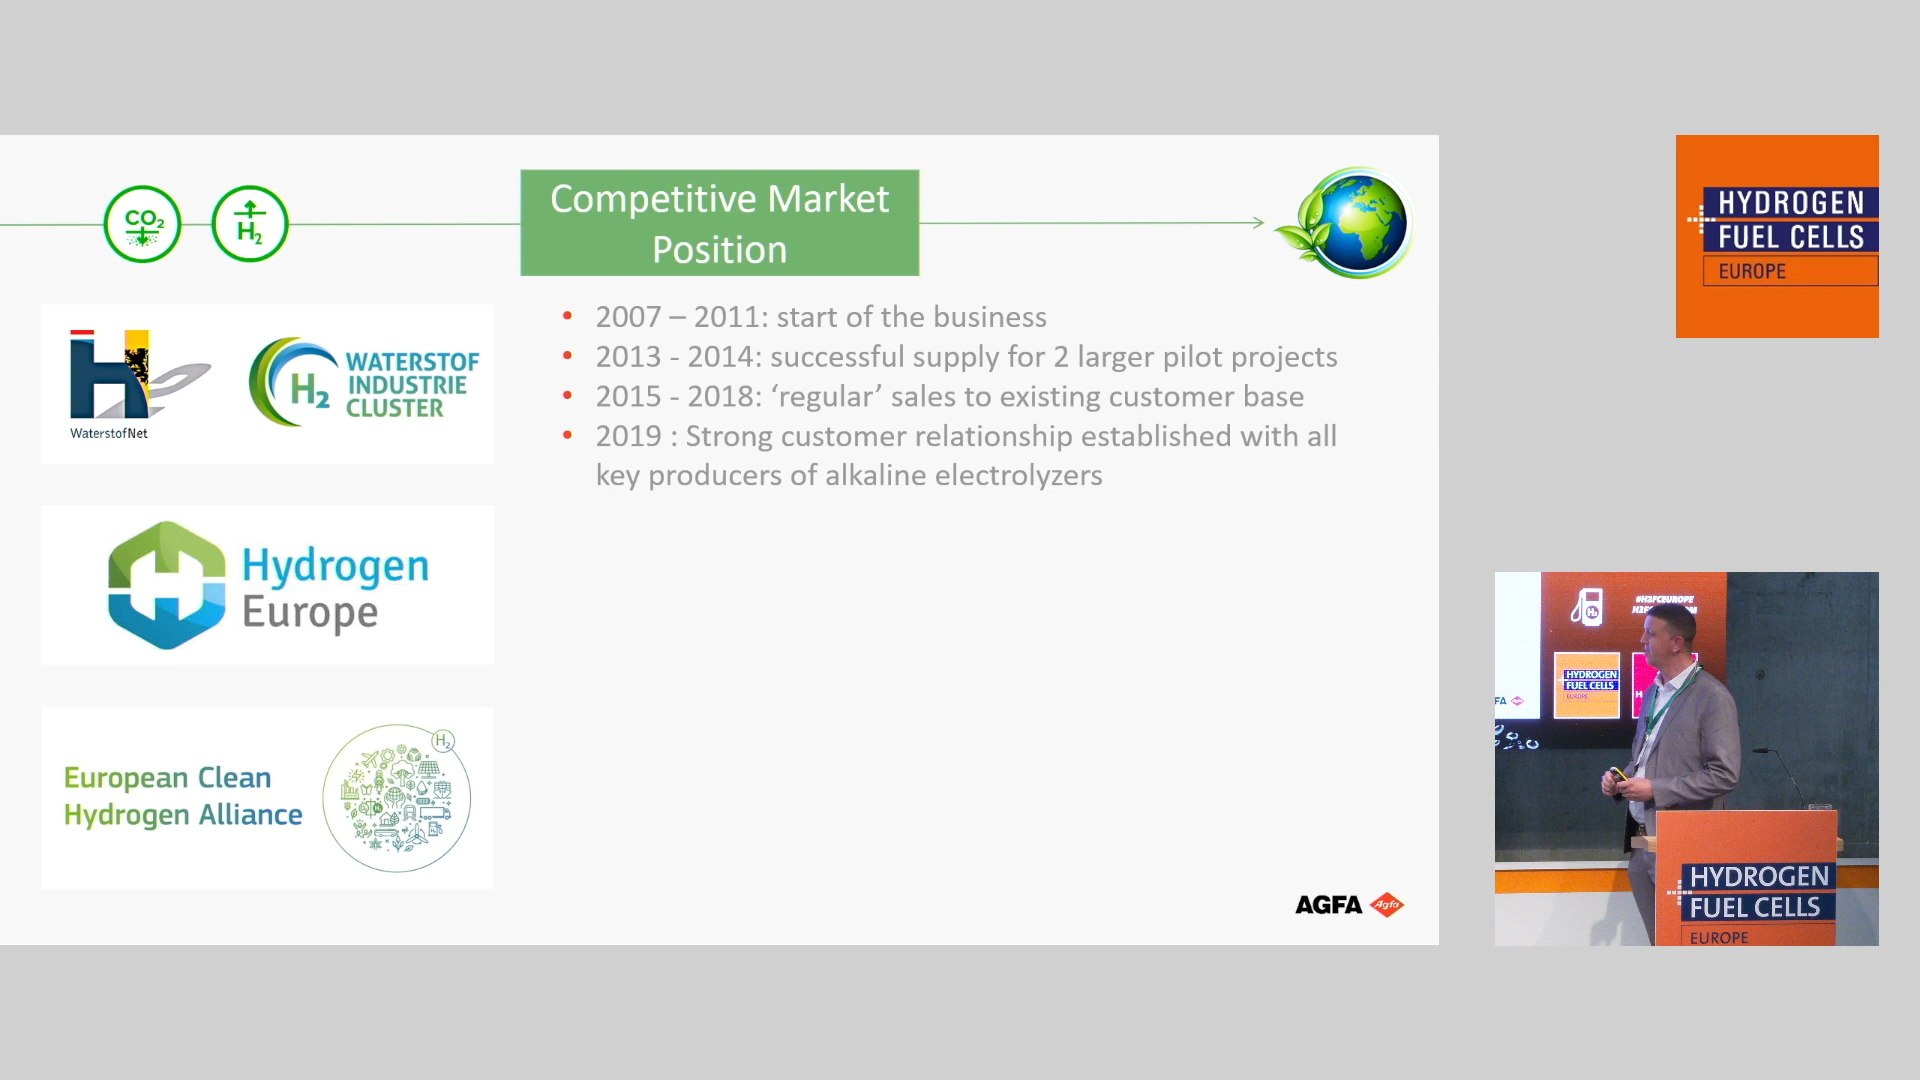 CO2
H2
Competitive Market
Position
WaterstofNet
H2
WATERSTOF
INDUSTRIE
CLUSTER
Hydrogen
Europe
European Clean
Hydrogen Alliance
H2
• 2007 – 2011: start of the business
• 2013 - 2014: successful supply for 2 larger pilot projects
• 2015 - 2018: ‘regular’ sales to existing customer base
• 2019 : Strong customer relationship established with all
key producers of alkaline electrolyzers
AGFA Agfa
HYDROGEN
FUEL CELLS
EUROPE
#H2FCEUROPE
H2
HYDROGEN
FUEL CELLS
EUROPE
FA
HYDROGEN
FUEL CELLS
EUROPE